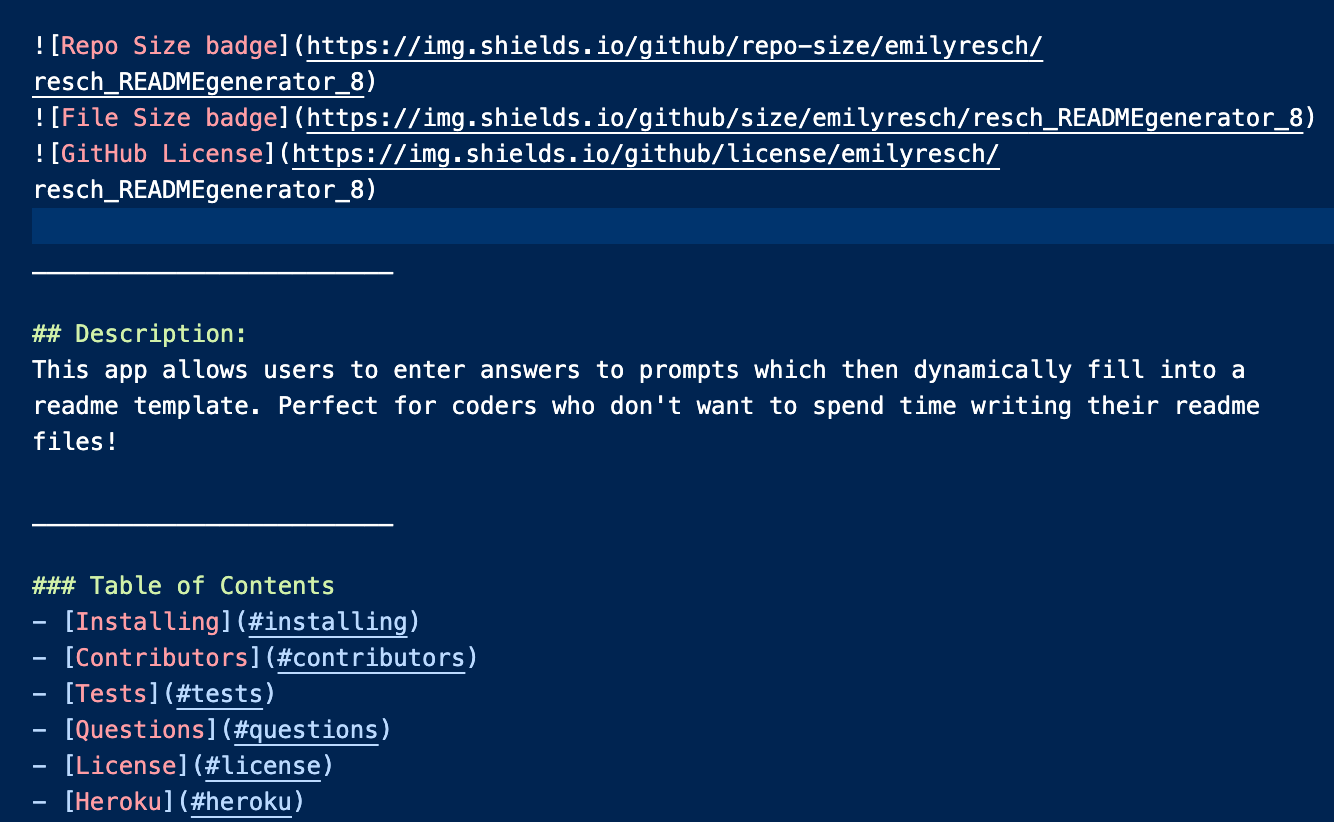 ![Repo Size badge](https://img.shields.io/github/repo-size/emilyresch/
resch_READMEgenerator_8)
![File Size badge](https://img.shields.io/github/size/emilyresch/resch_READMEgenerator_8)
![GitHub License](https://img.shields.io/github/license/emilyresch/
resch_READMEgenerator_8)
_________________________
## Description:
This app allows users to enter answers to prompts which then dynamically fill into a
readme template. Perfect for coders who don't want to spend time writing their readme
files!
_________________________
### Table of Contents
- [Installing](#installing)
- [Contributors](#contributors)
- [Tests](#tests)
- [Questions](#questions)
- [License](#license)
- [Heroku](#heroku)